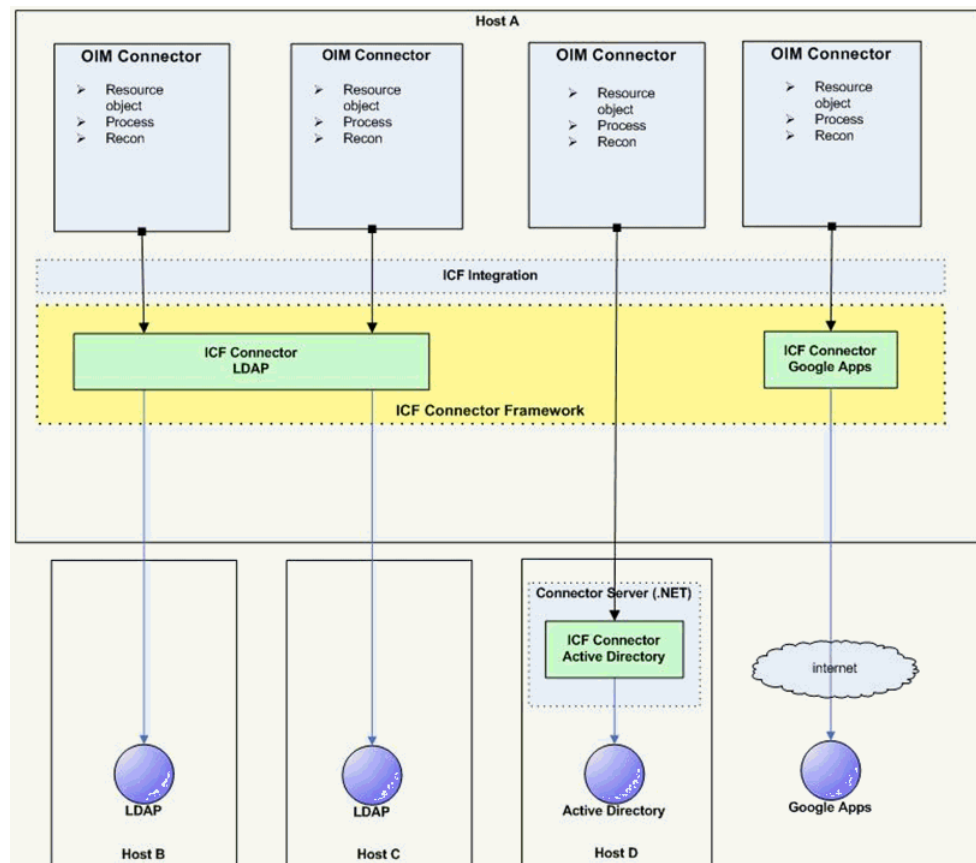 Host A
OIM Connector
➢ Resource
object
➢ Process
➢ Recon
OIM Connector
➢ Resource
object
➢ Process
➢ Recon
OIM Connector
➢ Resource
object
➢ Process
➢ Recon
OIM Connector
➢ Resource
object
➢ Process
➢ Recon
ICF Integration
ICF Connector
LDAP
ICF Connector
Google Apps
ICF Connector Framework
Connector Server (.NET)
ICF Connector
Active Directory
internet
LDAP
LDAP
Active Directory
Google Apps
Host B
Host C
Host D